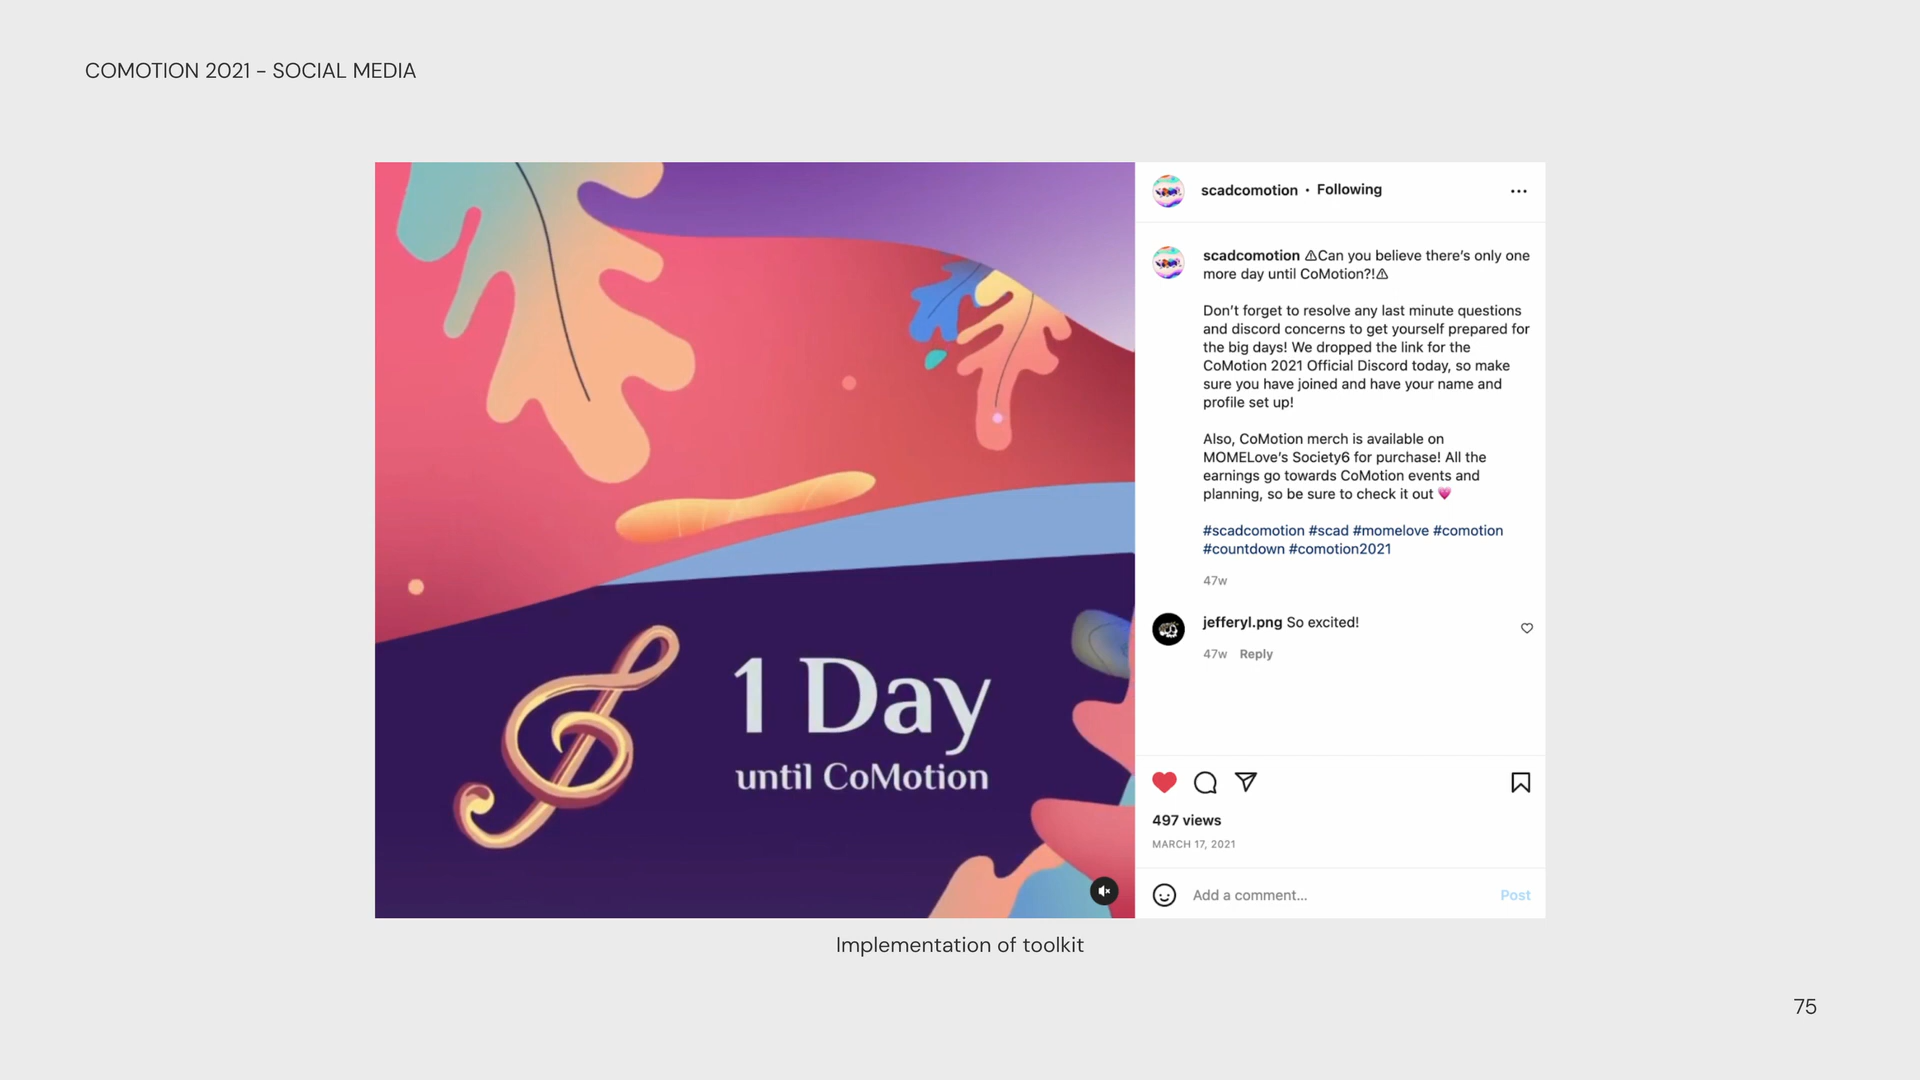 COMOTION 2021 – SOCIAL MEDIA
1 Day
until CoMotion
scadcomotion • Following
scadcomotion ⚠Can you believe there’s only one
more day until CoMotion?!⚠
Don’t forget to resolve any last minute questions
and discord concerns to get yourself prepared for
the big days! We dropped the link for the
CoMotion 2021 Official Discord today, so make
sure you have joined and have your name and
profile set up!
Also, CoMotion merch is available on
MOMELove’s Society6 for purchase! All the
earnings go towards CoMotion events and
planning, so be sure to check it out 💗
#scadcomotion #scad #momelove #comotion
#countdown #comotion2021
47w
jefferyl.png So excited!
47w Reply
497 views
MARCH 17, 2021
Add a comment...
Post
Implementation of toolkit
75